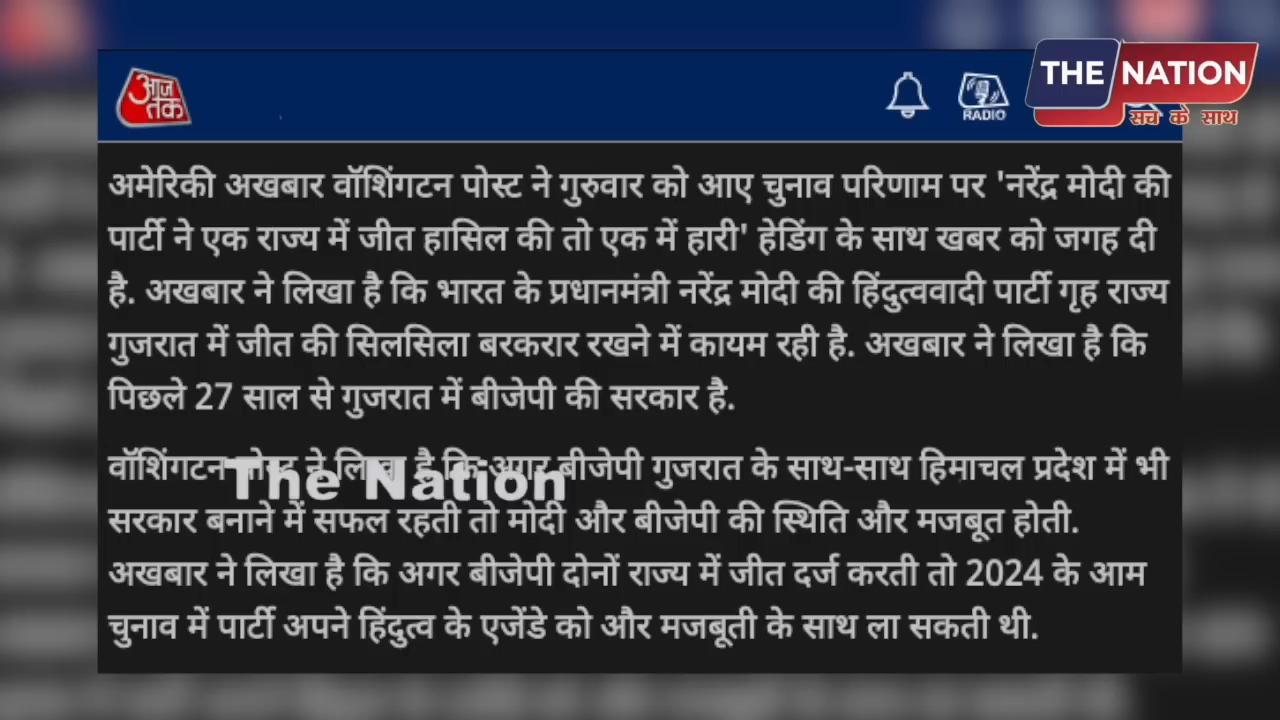 आज
तक
RADIO
THE NATION
सच के साथ
अमेरिकी अखबार वॉशिंगटन पोस्ट ने गुरुवार को आए चुनाव परिणाम पर 'नरेंद्र मोदी की
पार्टी ने एक राज्य में जीत हासिल की तो एक में हारी' हेडिंग के साथ खबर को जगह दी
है. अखबार ने लिखा है कि भारत के प्रधानमंत्री नरेंद्र मोदी की हिंदुत्ववादी पार्टी गृह राज्य
गुजरात में जीत की सिलसिला बरकरार रखने में कायम रही है. अखबार ने लिखा है कि
पिछले 27 साल से गुजरात में बीजेपी की सरकार है.
वॉशिंगटन पोस्ट ने लिखा है कि अगर बीजेपी गुजरात के साथ-साथ हिमाचल प्रदेश में भी
The Nation
सरकार बनाने में सफल रहती तो मोदी और बीजेपी की स्थिति और मजबूत होती.
अखबार ने लिखा है कि अगर बीजेपी दोनों राज्य में जीत दर्ज करती तो 2024 के आम
चुनाव में पार्टी अपने हिंदुत्व के एजेंडे को और मजबूती के साथ ला सकती थी.